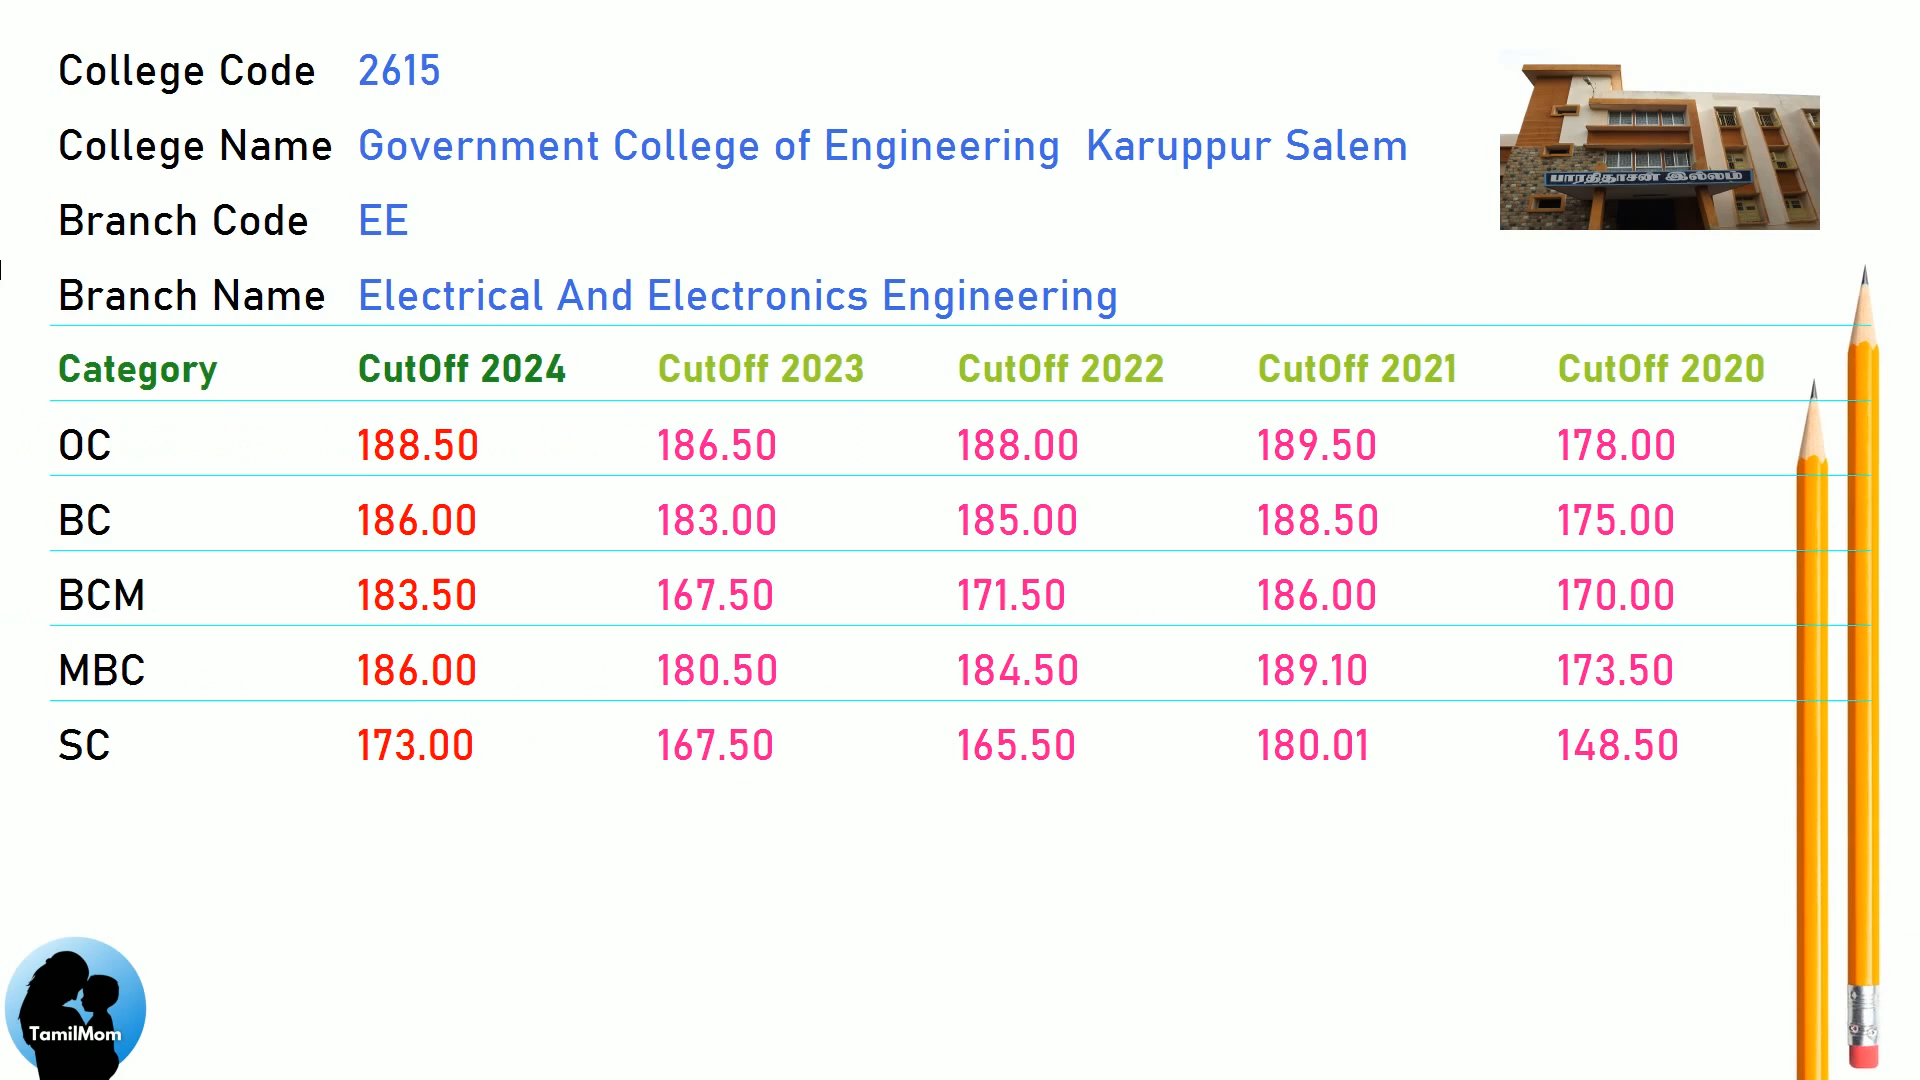 College Code 2615
College Name Government College of Engineering Karuppur Salem
பாரதிதாசன் இல்லம்
Branch Code EE
Branch Name Electrical And Electronics Engineering
Category CutOff 2024 CutOff 2023 CutOff 2022 CutOff 2021 CutOff 2020
OC 188.50 186.50 188.00 189.50 178.00
BC 186.00 183.00 185.00 188.50 175.00
BCM 183.50 167.50 171.50 186.00 170.00
MBC 186.00 180.50 184.50 189.10 173.50
SC 173.00 167.50 165.50 180.01 148.50
TamilMom